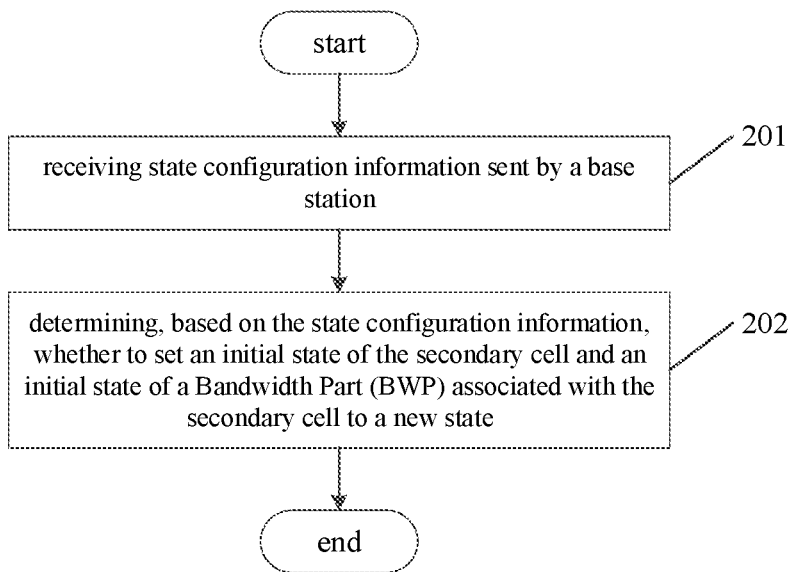 start
201
receiving state configuration information sent by a base
station
202
determining, based on the state configuration information,
whether to set an initial state of the secondary cell and an
initial state of a Bandwidth Part (BWP) associated with the
secondary cell to a new state
end